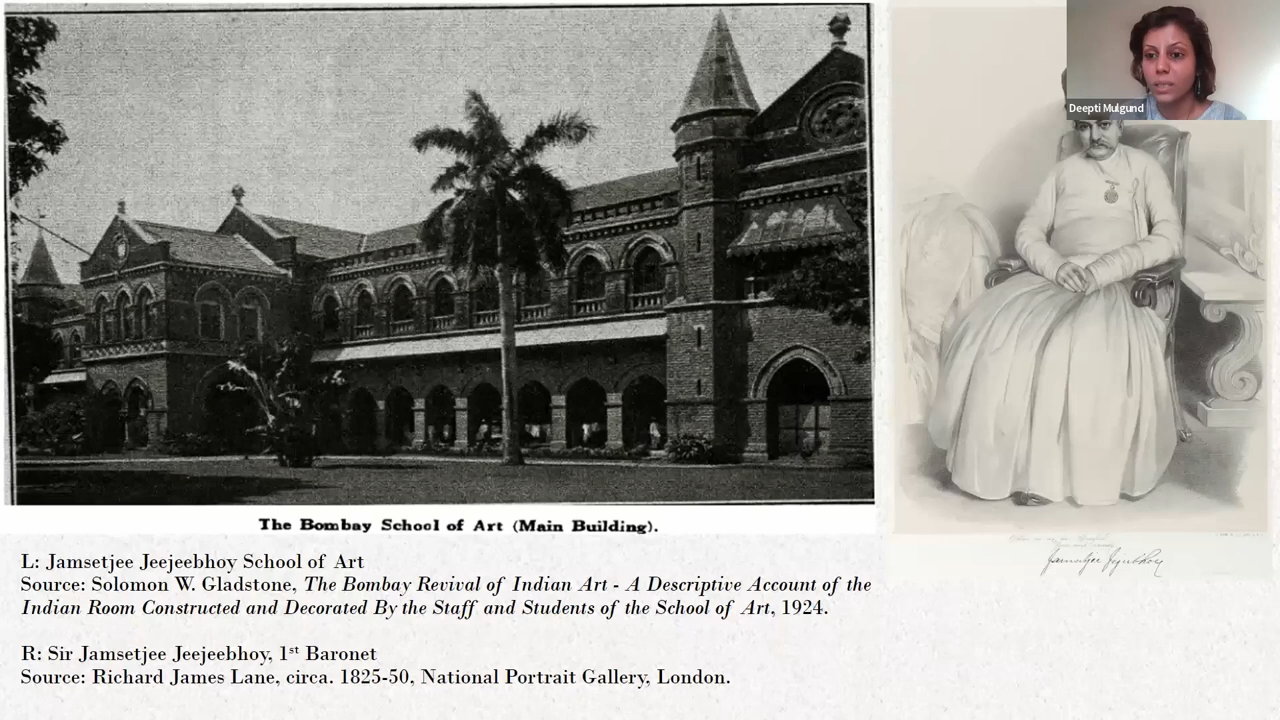 Deepti Mulgund
The Bombay School of Art (Main Building).
L: Jamsetjee Jeejeebhoy School of Art
Source: Solomon W. Gladstone, The Bombay Revival of Indian Art - A Descriptive Account of the
Indian Room Constructed and Decorated By the Staff and Students of the School of Art, 1924.
R: Sir Jamsetjee Jeejeebhoy, 1st Baronet
Source: Richard James Lane, circa. 1825-50, National Portrait Gallery, London.
Jamsetjee Jejeebhoy